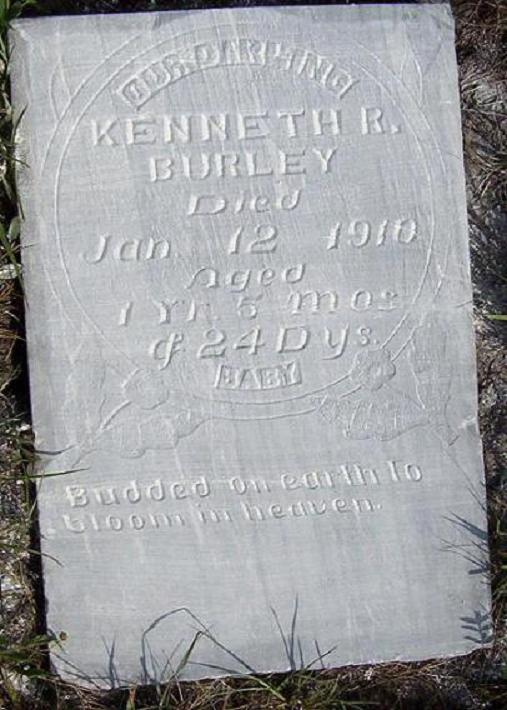 OUR DARLING
KENNETH R.
BURLEY
Died
Jan 12 1910
Aged
1 Yr. 5 Mos
& 24 Dys.
BABY
Budded on earth to
bloom in heaven.